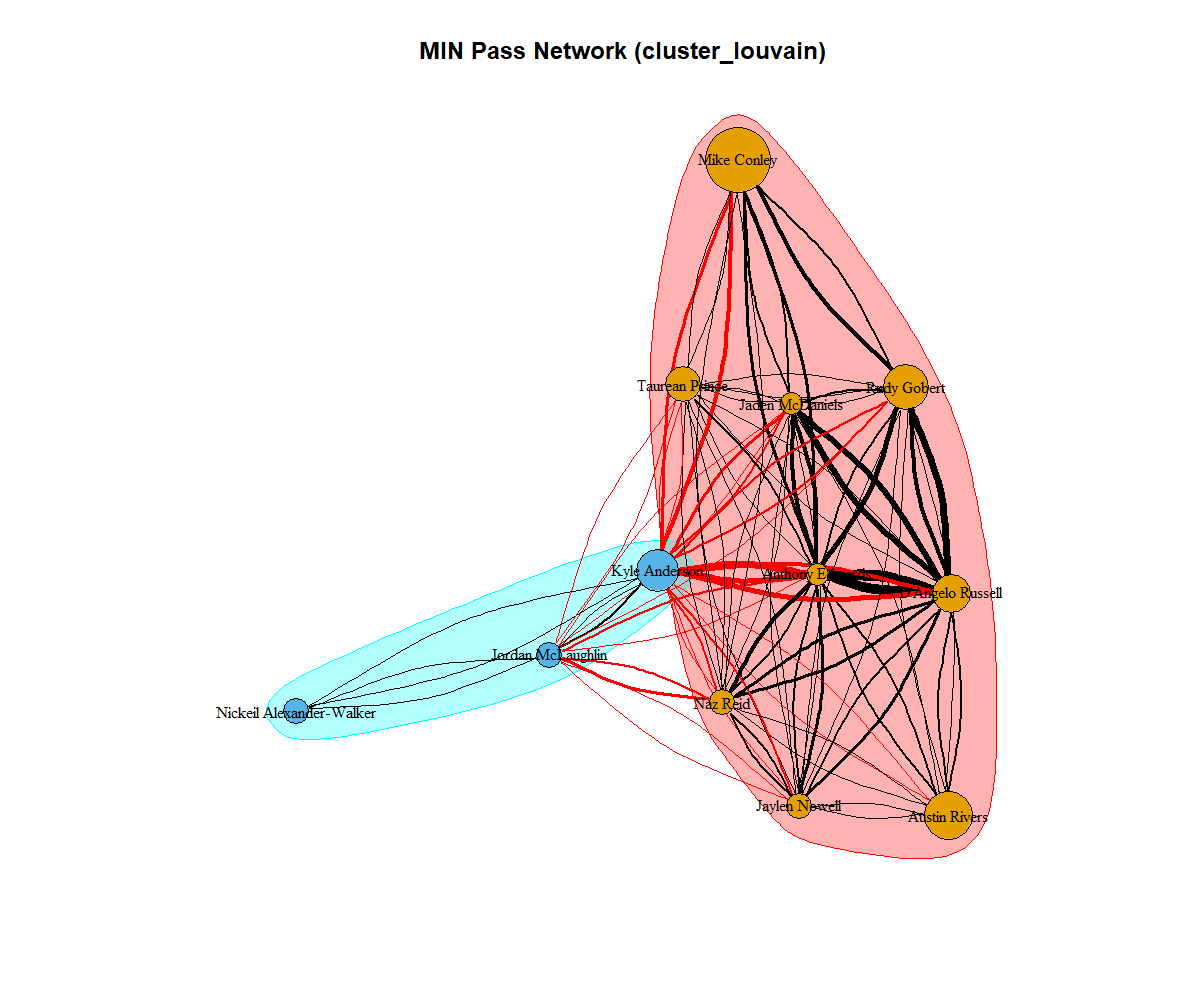 MIN Pass Network (cluster_louvain)
Mike Conley
Taurean Prince
Rudy Gobert
Jaden McDaniels
Kyle Anderson
Anthony Edwards
D'Angelo Russell
Jordan McLaughlin
Naz Reid
Nickeil Alexander-Walker
Jaylen Nowell
Austin Rivers